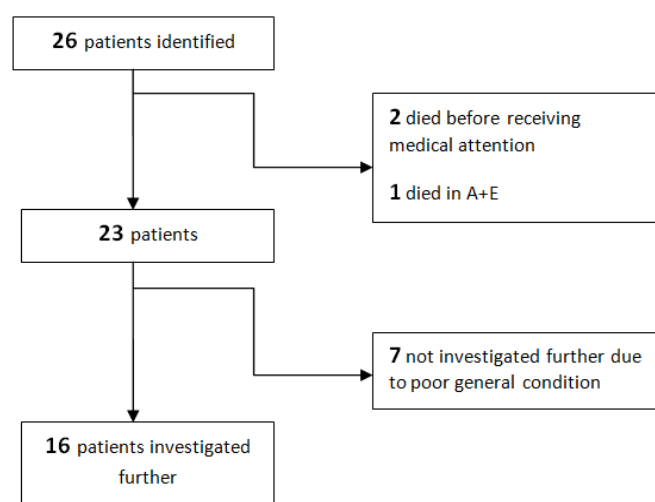 26 patients identified
2 died before receiving
medical attention
1 died in A+E
23 patients
7 not investigated further due
to poor general condition
16 patients investigated
further